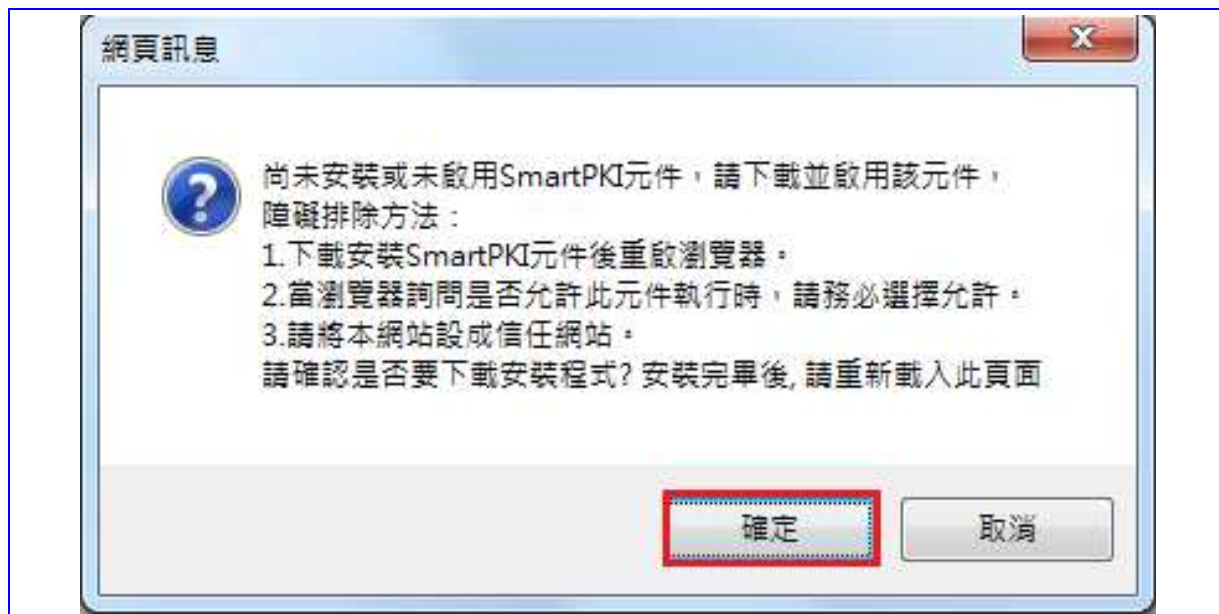 網頁訊息
尚未安裝或未啟用SmartPKI元件，請下載並啟用該元件，
障礙排除方法：
1.下載安裝SmartPKI元件後重啟瀏覽器。
2.當瀏覽器詢問是否允許此元件執行時，請務必選擇允許。
3.請將本網站設成信任網站。
請確認是否要下載安裝程式? 安裝完畢後, 請重新載入此頁面
確定
取消